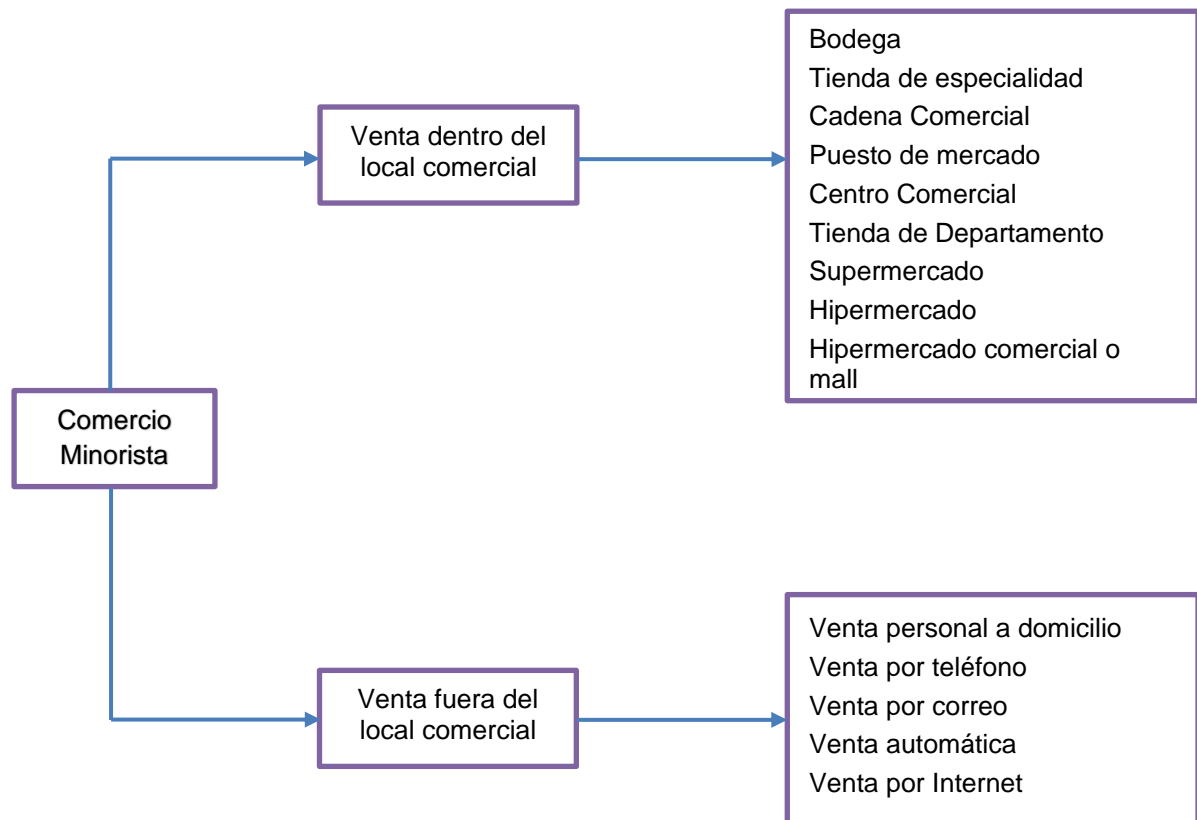 Comercio
Minorista
Venta dentro del
local comercial
Bodega
Tienda de especialidad
Cadena Comercial
Puesto de mercado
Centro Comercial
Tienda de Departamento
Supermercado
Hipermercado
Hipermercado comercial o
mall
Venta fuera del
local comercial
Venta personal a domicilio
Venta por teléfono
Venta por correo
Venta automática
Venta por Internet